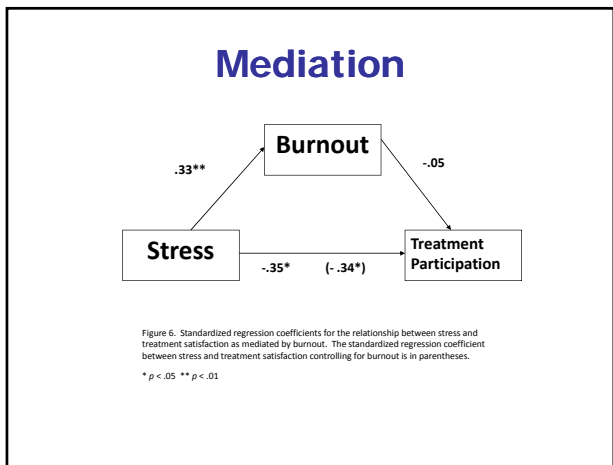 Mediation
Burnout
.33**
-.05
Stress
Treatment
Participation
-.35* (- .34*)
Figure 6. Standardized regression coefficients for the relationship between stress and
treatment satisfaction as mediated by burnout. The standardized regression coefficient
between stress and treatment satisfaction controlling for burnout is in parentheses.
* p < .05 ** p < .01